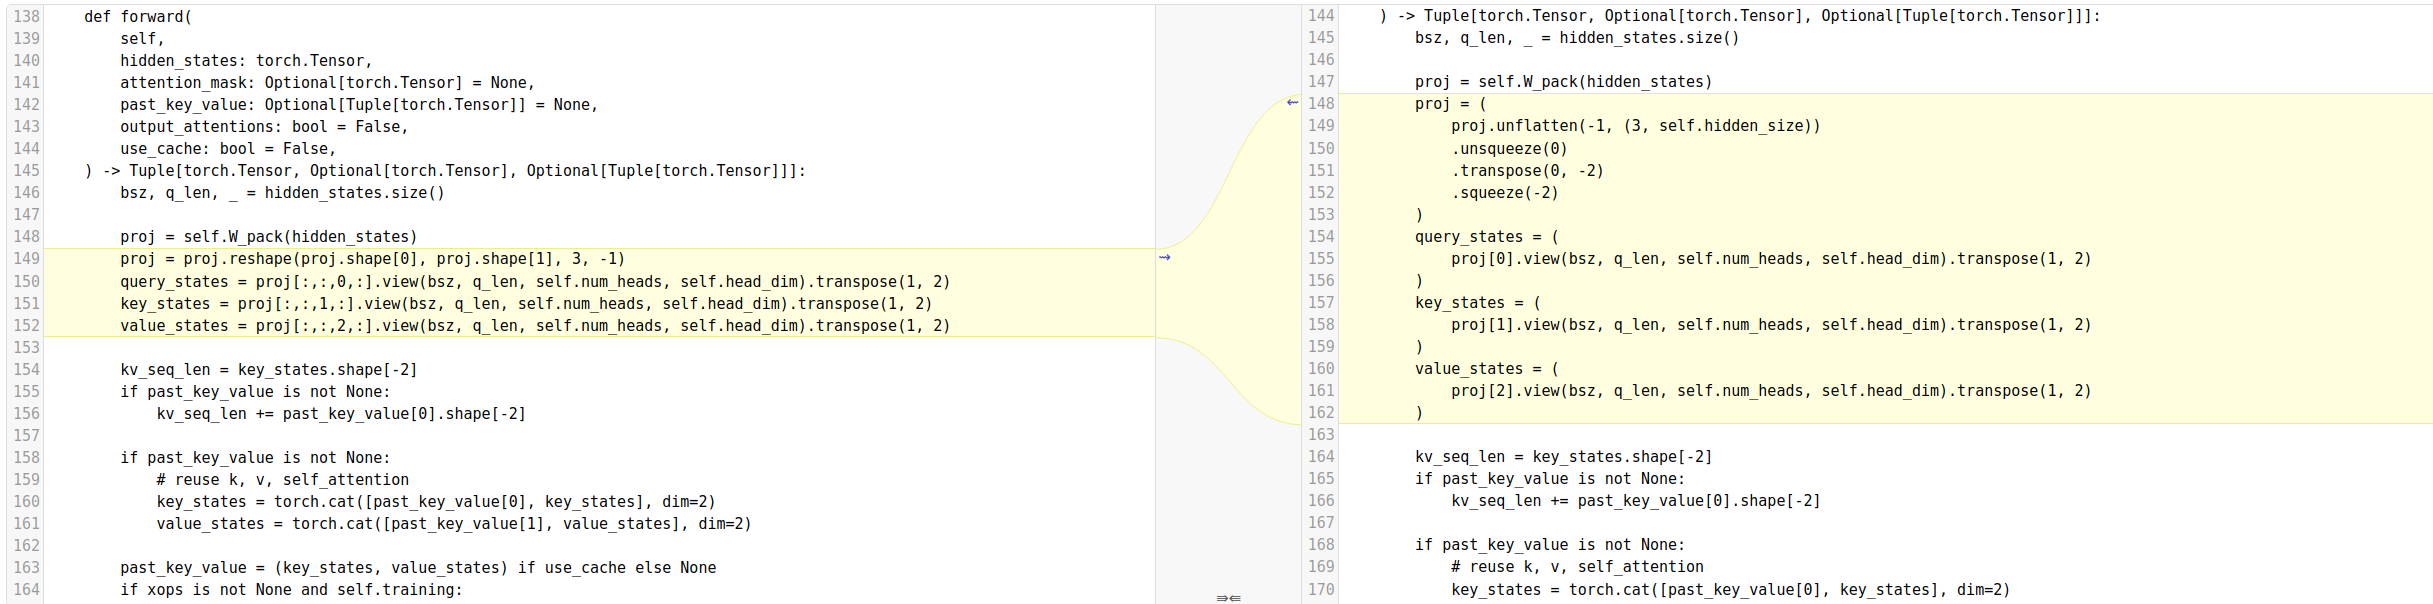 138 def forward(
139 self,
140 hidden_states: torch.Tensor,
141 attention_mask: Optional[torch.Tensor] = None,
142 past_key_value: Optional[Tuple[torch.Tensor]] = None,
143 output_attentions: bool = False,
144 use_cache: bool = False,
145 ) -> Tuple[torch.Tensor, Optional[torch.Tensor], Optional[Tuple[torch.Tensor]]]:
146 bsz, q_len, _ = hidden_states.size()
147
148 proj = self.W_pack(hidden_states)
149 proj = proj.reshape(proj.shape[0], proj.shape[1], 3, -1)
150 query_states = proj[:,:,0,:].view(bsz, q_len, self.num_heads, self.head_dim).transpose(1, 2)
151 key_states = proj[:,:,1,:].view(bsz, q_len, self.num_heads, self.head_dim).transpose(1, 2)
152 value_states = proj[:,:,2,:].view(bsz, q_len, self.num_heads, self.head_dim).transpose(1, 2)
153
154 kv_seq_len = key_states.shape[-2]
155 if past_key_value is not None:
156 kv_seq_len += past_key_value[0].shape[-2]
157
158 if past_key_value is not None:
159 # reuse k, v, self_attention
160 key_states = torch.cat([past_key_value[0], key_states], dim=2)
161 value_states = torch.cat([past_key_value[1], value_states], dim=2)
162
163 past_key_value = (key_states, value_states) if use_cache else None
164 if xops is not None and self.training:
144 ) -> Tuple[torch.Tensor, Optional[torch.Tensor], Optional[Tuple[torch.Tensor]]]:
145 bsz, q_len, _ = hidden_states.size()
146
147 proj = self.W_pack(hidden_states)
148 proj = (
149 proj.unflatten(-1, (3, self.hidden_size))
150 .unsqueeze(0)
151 .transpose(0, -2)
152 .squeeze(-2)
153 )
154 query_states = (
155 proj[0].view(bsz, q_len, self.num_heads, self.head_dim).transpose(1, 2)
156 )
157 key_states = (
158 proj[1].view(bsz, q_len, self.num_heads, self.head_dim).transpose(1, 2)
159 )
160 value_states = (
161 proj[2].view(bsz, q_len, self.num_heads, self.head_dim).transpose(1, 2)
162 )
163
164 kv_seq_len = key_states.shape[-2]
165 if past_key_value is not None:
166 kv_seq_len += past_key_value[0].shape[-2]
167
168 if past_key_value is not None:
169 # reuse k, v, self_attention
170 key_states = torch.cat([past_key_value[0], key_states], dim=2)